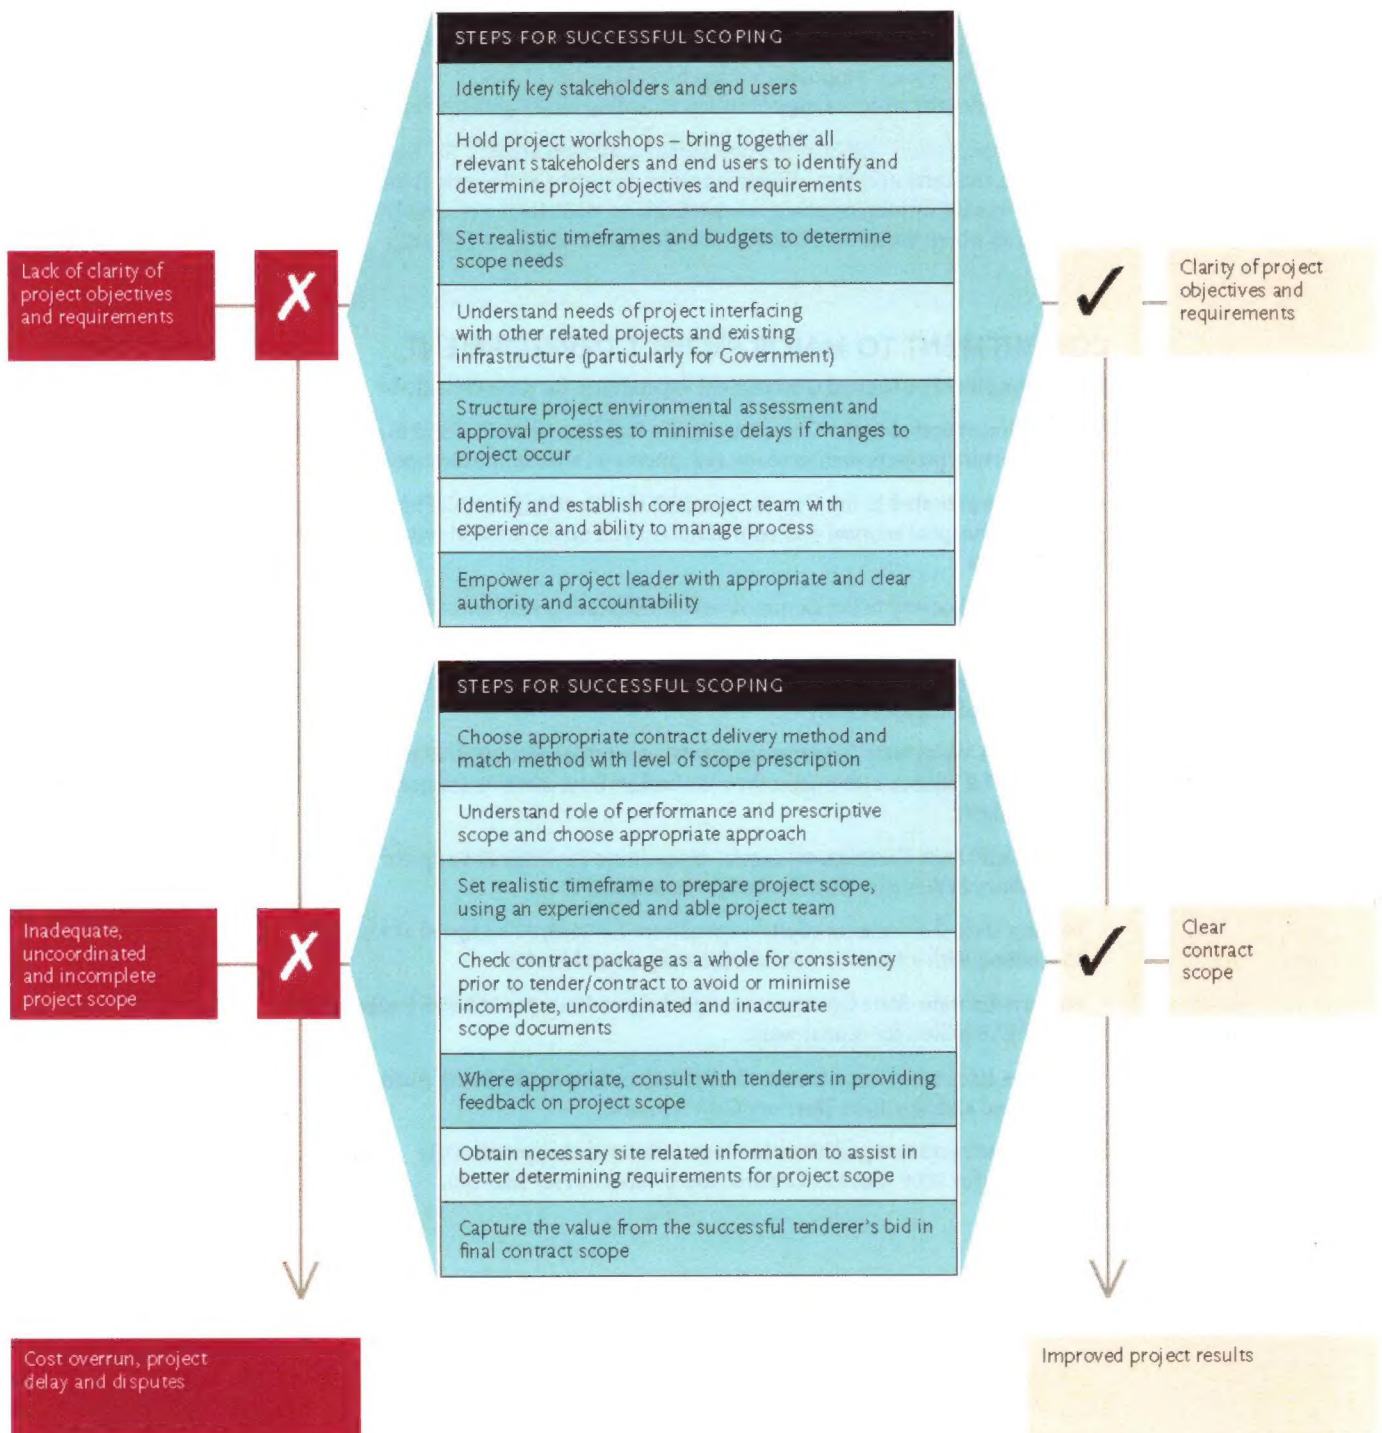 STEPS FOR SUCCESSFUL SCOPING
Identify key stakeholders and end users
Hold project workshops – bring together all
relevant stakeholders and end users to identify and
determine project objectives and requirements
Set realistic timeframes and budgets to determine
scope needs
Understand needs of project interfacing
with other related projects and existing
infrastructure (particularly for Government)
Structure project environmental assessment and
approval processes to minimise delays if changes to
project occur
Identify and establish core project team with
experience and ability to manage process
Empower a project leader with appropriate and clear
authority and accountability
Lack of clarity of
project objectives
and requirements
✗
✓
Clarity of project
objectives and
requirements
STEPS FOR SUCCESSFUL SCOPING
Choose appropriate contract delivery method and
match method with level of scope prescription
Understand role of performance and prescriptive
scope and choose appropriate approach
Set realistic timeframe to prepare project scope,
using an experienced and able project team
Check contract package as a whole for consistency
prior to tender/contract to avoid or minimise
incomplete, uncoordinated and inaccurate
scope documents
Where appropriate, consult with tenderers in providing
feedback on project scope
Obtain necessary site related information to assist in
better determining requirements for project scope
Capture the value from the successful tenderer's bid in
final contract scope
Inadequate,
uncoordinated
and incomplete
project scope
✗
✓
Clear
contract
scope
Cost overrun, project
delay and disputes
Improved project results